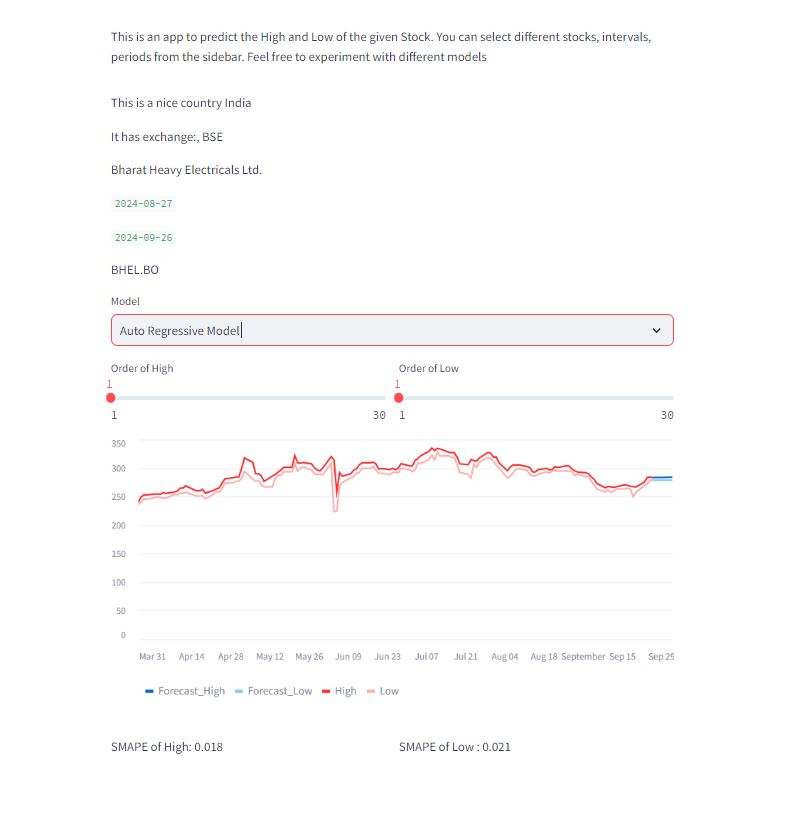 This is an app to predict the High and Low of the given Stock. You can select different stocks, intervals,
periods from the sidebar. Feel free to experiment with different models
This is a nice country India
It has exchange:, BSE
Bharat Heavy Electricals Ltd.
2024-08-27
2024-09-26
BHEL.BO
Model
Auto Regressive Model
Order of High Order of Low
1 1
1 30 1 30
350
300
250
200
150
100
50
0
Mar 31 Apr 14 Apr 28 May 12 May 26 Jun 09 Jun 23 Jul 07 Jul 21 Aug 04 Aug 18 September Sep 15 Sep 29
Forecast_High Forecast_Low High Low
SMAPE of High: 0.018 SMAPE of Low : 0.021